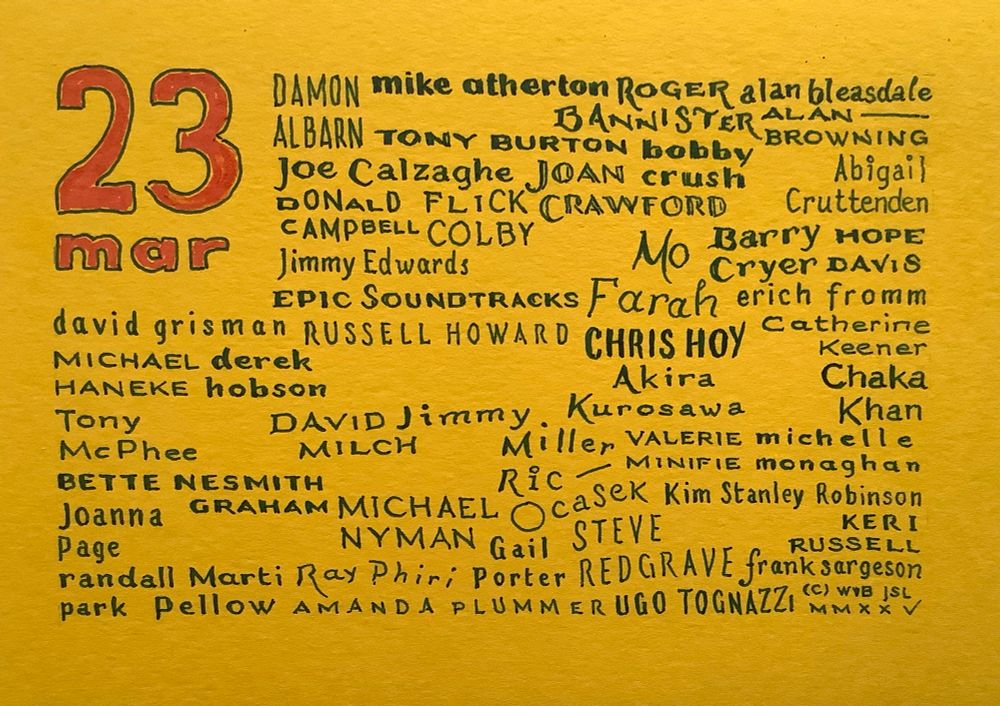 23
mar
DAMON mike atherton ROGER alan bleasdale
ALBARN TONY BURTON BANNISTER ALAN
bobby BROWNING
Joe Calzaghe JOAN crush Abigail
DONALD FLICK CRAWFORD Cruttenden
CAMPBELL COLBY Mo Barry HOPE
Jimmy Edwards Cryer DAVIS
EPIC SOUNDTRACKS Farah erich fromm
david grisman RUSSELL HOWARD CHRIS HOY Catherine
MICHAEL derek Keener
HANEKE hobson Akira Chaka
Tony DAVID Jimmy Kurosawa Khan
McPhee MILCH Miller VALERIE michelle
BETTE NESMITH Ric MINIFIE monaghan
Joanna GRAHAM MICHAEL Ocasek Kim Stanley Robinson
Page NYMAN Gail STEVE KERI
RUSSELL
randall Marti Ray Phiri Porter REDGRAVE frank sargeson
park Pellow AMANDA PLUMMER UGO TOGNAZZI (C) WVB JSL
MMXXV